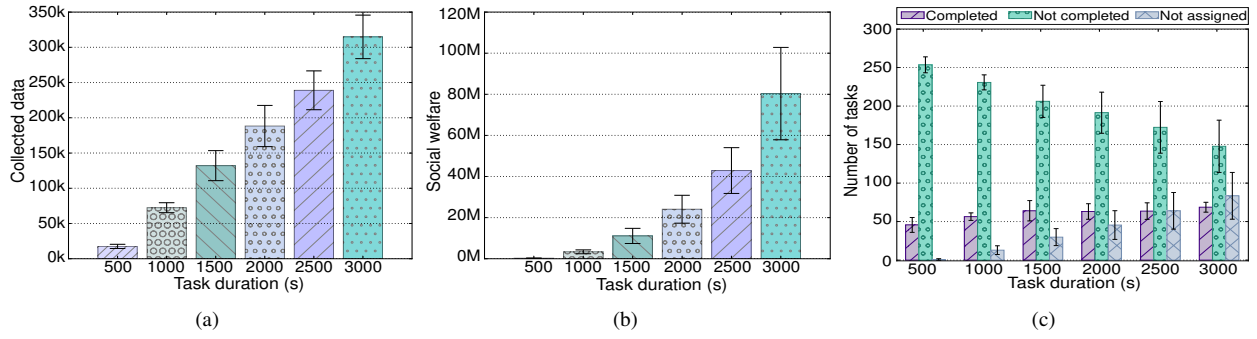 350k
300k
250k
200k
150k
100k
50k
0k
Collected data
500 1000 1500 2000 2500 3000
Task duration (s)
(a)
120M
100M
80M
60M
40M
20M
0M
Social welfare
500 1000 1500 2000 2500 3000
Task duration (s)
(b)
Completed Not completed Not assigned
300
250
200
150
100
50
0
Number of tasks
500 1000 1500 2000 2500 3000
Task duration (s)
(c)